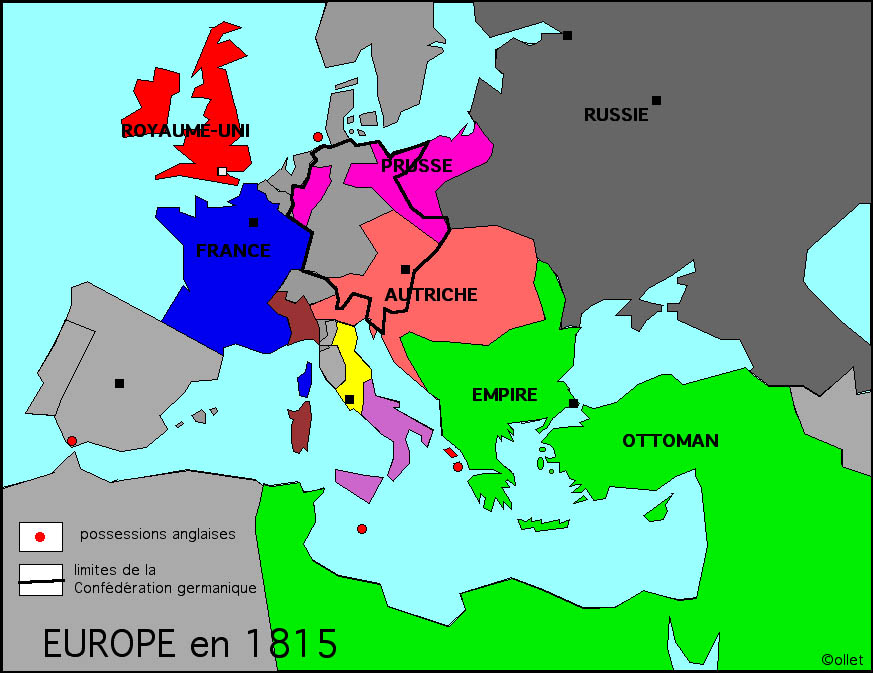 ROYAUME-UNI
RUSSIE
PRUSSE
FRANCE
AUTRICHE
EMPIRE
OTTOMAN
possessions anglaises
limites de la
Confédération germanique
EUROPE en 1815
©ollet